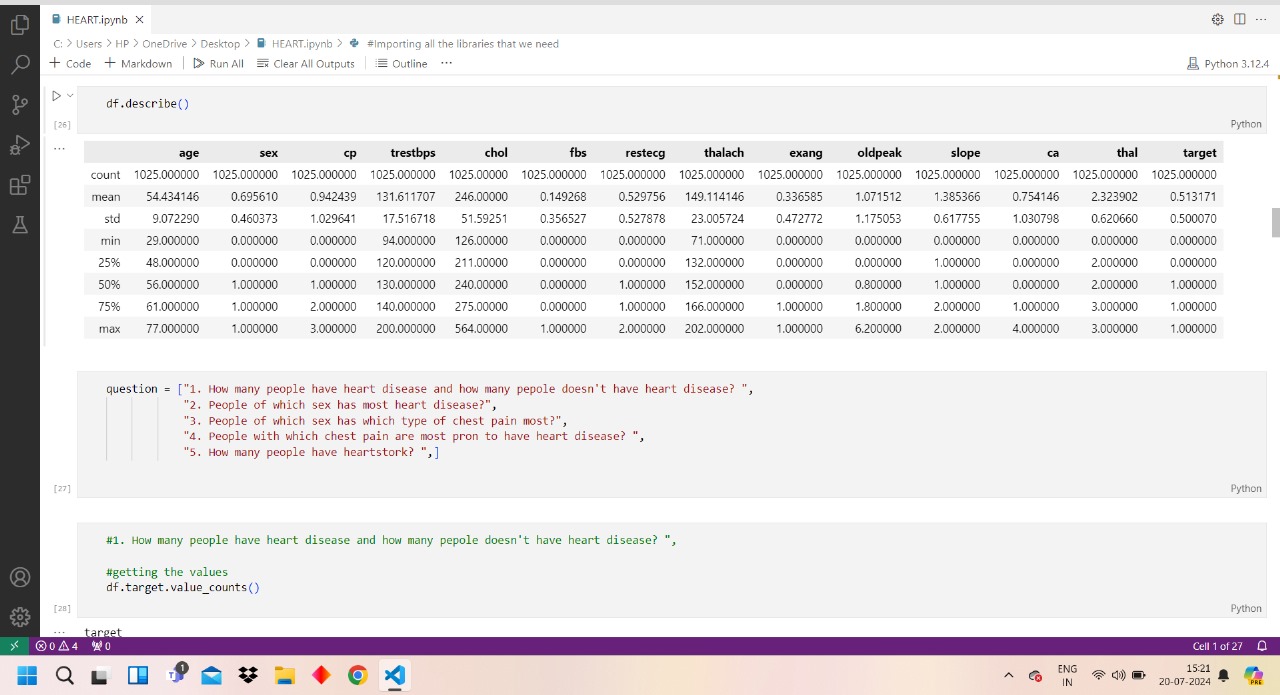 HEART.ipynb
C: > Users > HP > OneDrive > Desktop > HEART.ipynb > #Importing all the libraries that we need
+ Code + Markdown Run All Clear All Outputs Outline ... Python 3.12.4
df.describe()
[26] Python
age sex cp trestbps chol fbs restecg thalach exang oldpeak slope ca thal target
count 1025.000000 1025.000000 1025.000000 1025.000000 1025.00000 1025.000000 1025.000000 1025.000000 1025.000000 1025.000000 1025.000000 1025.000000 1025.000000 1025.000000
mean 54.434146 0.695610 0.942439 131.611707 246.00000 0.149268 0.529756 149.114146 0.336585 1.071512 1.385366 0.754146 2.323902 0.513171
std 9.072290 0.460373 1.029641 17.516718 51.59251 0.356527 0.527878 23.005724 0.472772 1.175053 0.617755 1.030798 0.620660 0.500070
min 29.000000 0.000000 0.000000 94.000000 126.00000 0.000000 0.000000 71.000000 0.000000 0.000000 0.000000 0.000000 0.000000 0.000000
25% 48.000000 0.000000 0.000000 120.000000 211.00000 0.000000 0.000000 132.000000 0.000000 0.000000 1.000000 0.000000 2.000000 0.000000
50% 56.000000 1.000000 1.000000 130.000000 240.00000 0.000000 1.000000 152.000000 0.000000 0.800000 1.000000 0.000000 2.000000 1.000000
75% 61.000000 1.000000 2.000000 140.000000 275.00000 0.000000 1.000000 166.000000 1.000000 1.800000 2.000000 1.000000 3.000000 1.000000
max 77.000000 1.000000 3.000000 200.000000 564.00000 1.000000 2.000000 202.000000 1.000000 6.200000 2.000000 4.000000 3.000000 1.000000
question = ["1. How many people have heart disease and how many pepole doesn't have heart disease? ",
"2. People of which sex has most heart disease?",
"3. People of which sex has which type of chest pain most?",
"4. People with which chest pain are most pron to have heart disease? ",
"5. How many people have heartstork? ",]
[27] Python
#1. How many people have heart disease and how many pepole doesn't have heart disease? ",
#getting the values
df.target.value_counts()
[28] Python
... target
0 4 0 Cell 1 of 27
1 ENG 15:21
IN 20-07-2024
PRE